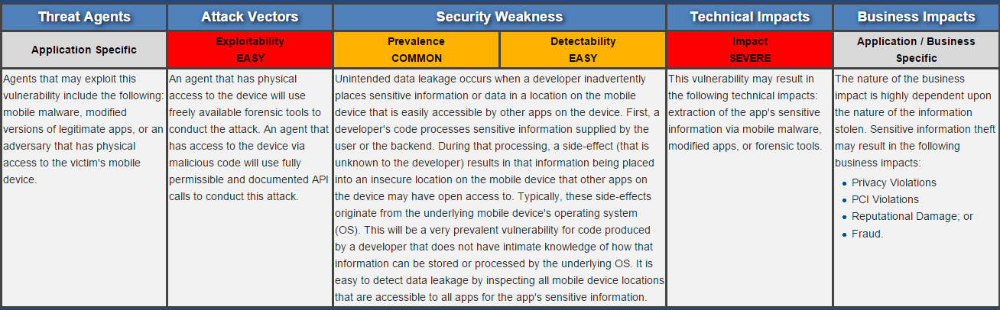 Threat Agents
Attack Vectors
Security Weakness
Technical Impacts
Business Impacts
Application Specific
Exploitability
EASY
Prevalence
COMMON
Detectability
EASY
Impact
SEVERE
Application / Business
Specific
Agents that may exploit this
vulnerability include the following:
mobile malware, modified
versions of legitimate apps, or an
adversary that has physical
access to the victim's mobile
device.
An agent that has physical
access to the device will use
freely available forensic tools to
conduct the attack. An agent that
has access to the device via
malicious code will use fully
permissible and documented API
calls to conduct this attack.
Unintended data leakage occurs when a developer inadvertently
places sensitive information or data in a location on the mobile
device that is easily accessible by other apps on the device. First, a
developer's code processes sensitive information supplied by the
user or the backend. During that processing, a side-effect (that is
unknown to the developer) results in that information being placed
into an insecure location on the mobile device that other apps on
the device may have open access to. Typically, these side-effects
originate from the underlying mobile device's operating system
(OS). This will be a very prevalent vulnerability for code produced
by a developer that does not have intimate knowledge of how that
information can be stored or processed by the underlying OS. It is
easy to detect data leakage by inspecting all mobile device locations
that are accessible to all apps for the app's sensitive information.
This vulnerability may result in
the following technical impacts:
extraction of the app's sensitive
information via mobile malware,
modified apps, or forensic tools.
The nature of the business
impact is highly dependent upon
the nature of the information
stolen. Sensitive information theft
may result in the following
business impacts:
Privacy Violations
PCI Violations
Reputational Damage; or
Fraud.